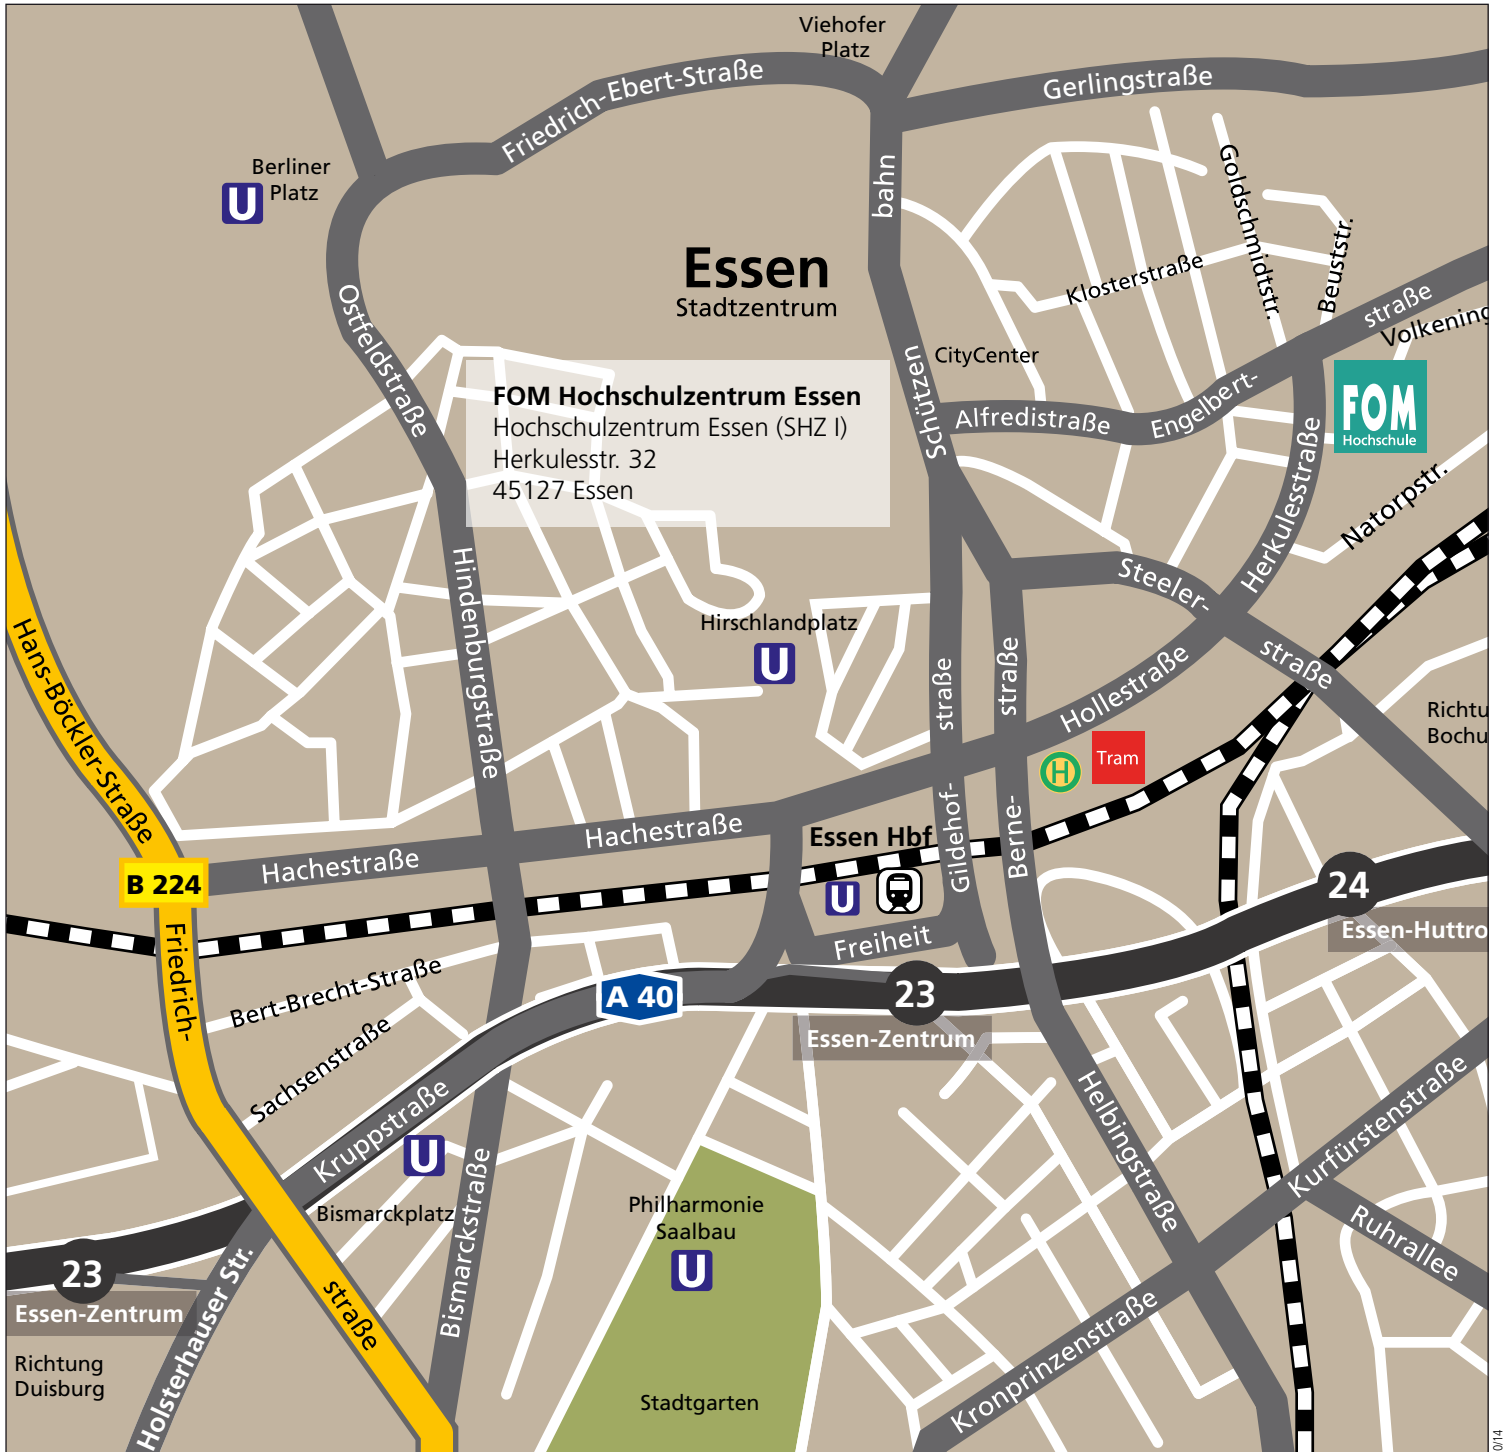 Viehofer
Platz
Friedrich-Ebert-Straße
Gerlingstraße
Berliner
Platz
U
bahn
Goldschmidtstr.
Beuststr.
Klosterstraße
Essen
Stadtzentrum
Ostfeldstraße
straße
Volkening
CityCenter
Schützen
Alfredistraße
Engelbert-
FOM
Hochschule
FOM Hochschulzentrum Essen
Hochschulzentrum Essen (SHZ I)
Herkulesstr. 32
45127 Essen
Herkulesstraße
Natorpstr.
Hindenburgstraße
Steeler-
straße
Hirschlandplatz
U
Hans-Böckler-Straße
straße
straße
Hollestraße
Richtu
Bochu
H
Tram
Hachestraße
Hachestraße
Essen Hbf
U
Gildehof-
Berne-
B 224
24
Essen-Huttro
Friedrich-
Freiheit
Bert-Brecht-Straße
A 40
23
Essen-Zentrum
Sachsenstraße
Kruppstraße
U
Bismarckplatz
Bismarckstraße
Helbingstraße
Kurfürstenstraße
Ruhrallee
Philharmonie
Saalbau
U
23
Essen-Zentrum
Holsterhauser Str.
straße
Kronprinzenstraße
Richtung
Duisburg
Stadtgarten
0/14